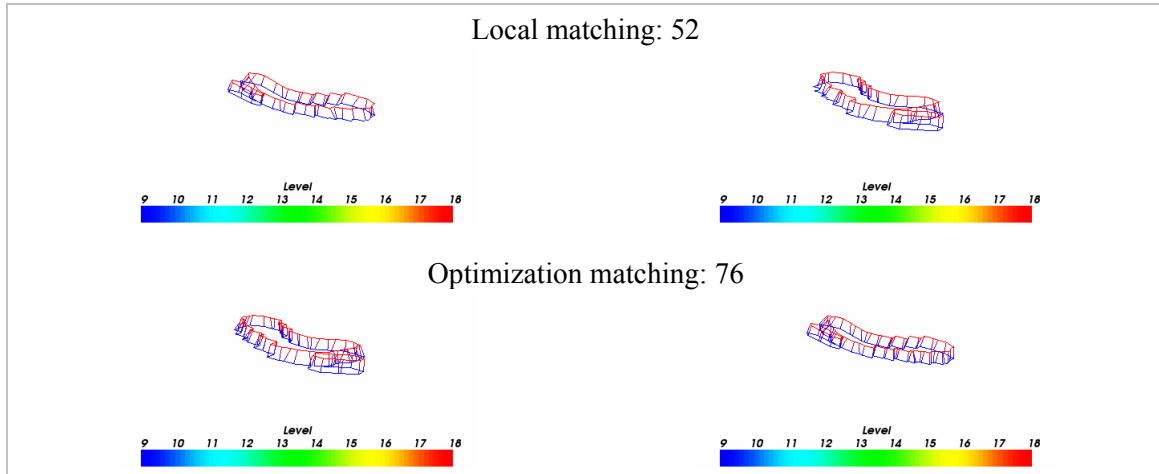 Local matching: 52
Level Level
9 10 11 12 13 14 15 16 17 18 9 10 11 12 13 14 15 16 17 18
Optimization matching: 76
Level Level
9 10 11 12 13 14 15 16 17 18 9 10 11 12 13 14 15 16 17 18